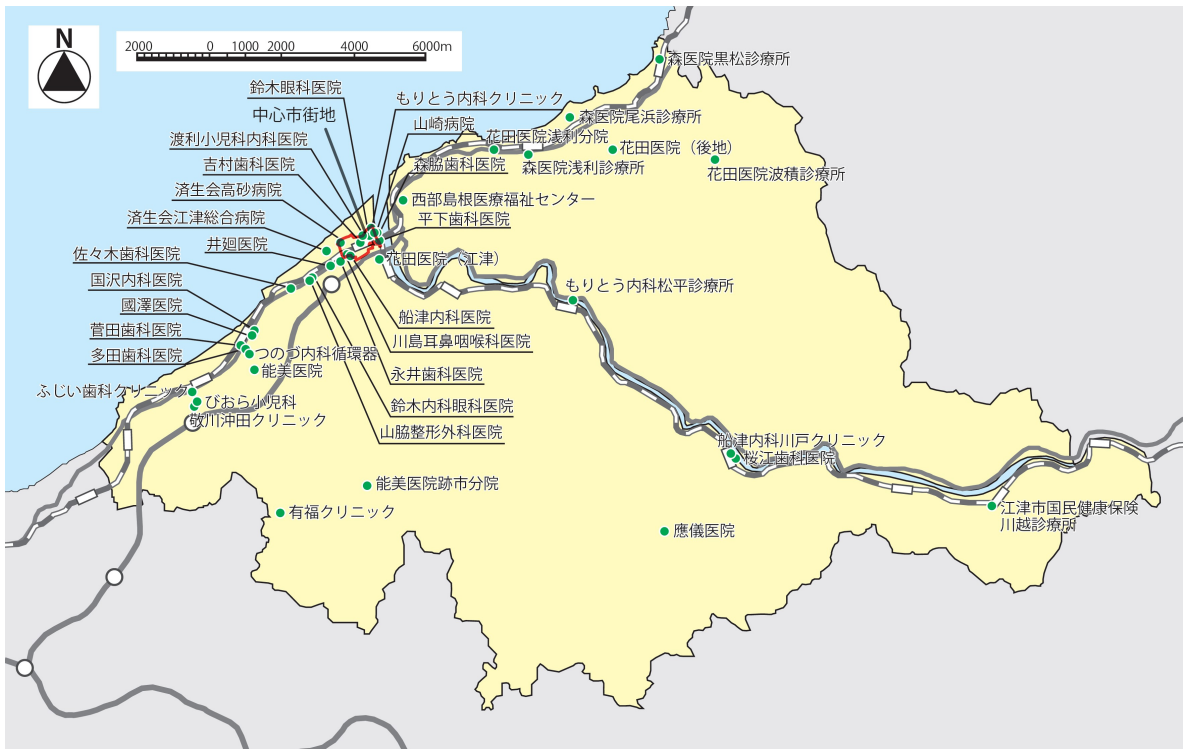 N
2000 0 1000 2000 4000 6000m
森医院黒松診療所
鈴木眼科医院
もりとう内科クリニック
中心市街地
山崎病院
森医院尾浜診療所
渡利小児科内科医院
花田医院浅利分院
花田医院（後地）
吉村歯科医院
森脇歯科医院
森医院浅利診療所
花田医院波積診療所
済生会高砂病院
西部島根医療福祉センター
済生会江津総合病院
平下歯科医院
井廻医院
佐々木歯科医院
花田医院（江津）
国沢内科医院
もりとう内科松平診療所
國澤医院
船津内科医院
菅田歯科医院
川島耳鼻咽喉科医院
多田歯科医院
つのづ内科循環器
能美医院
永井歯科医院
ふじい歯科クリニック
びおら小児科
鈴木内科眼科医院
敬川沖田クリニック
山脇整形外科医院
船津内科川戸クリニック
桜江歯科医院
能美医院跡市分院
有福クリニック
江津市国民健康保険
川越診療所
應儀医院